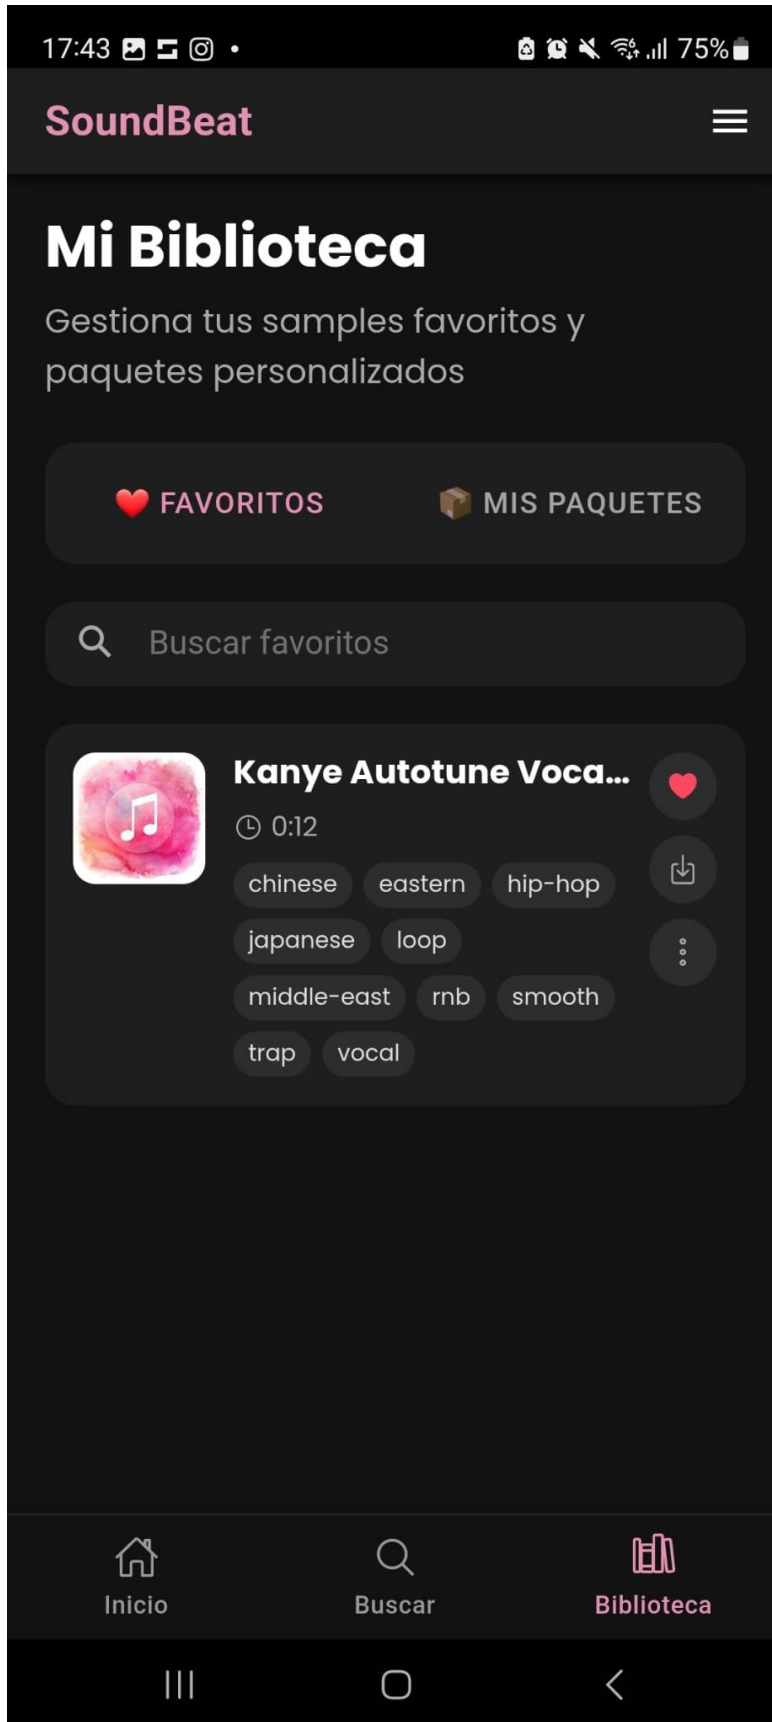 17:43 75%
SoundBeat
Mi Biblioteca
Gestiona tus samples favoritos y
paquetes personalizados
FAVORITOS MIS PAQUETES
Buscar favoritos
Kanye Autotune Voca...
0:12
chinese eastern hip-hop
japanese loop
middle-east rnb smooth
trap vocal
Inicio Buscar Biblioteca